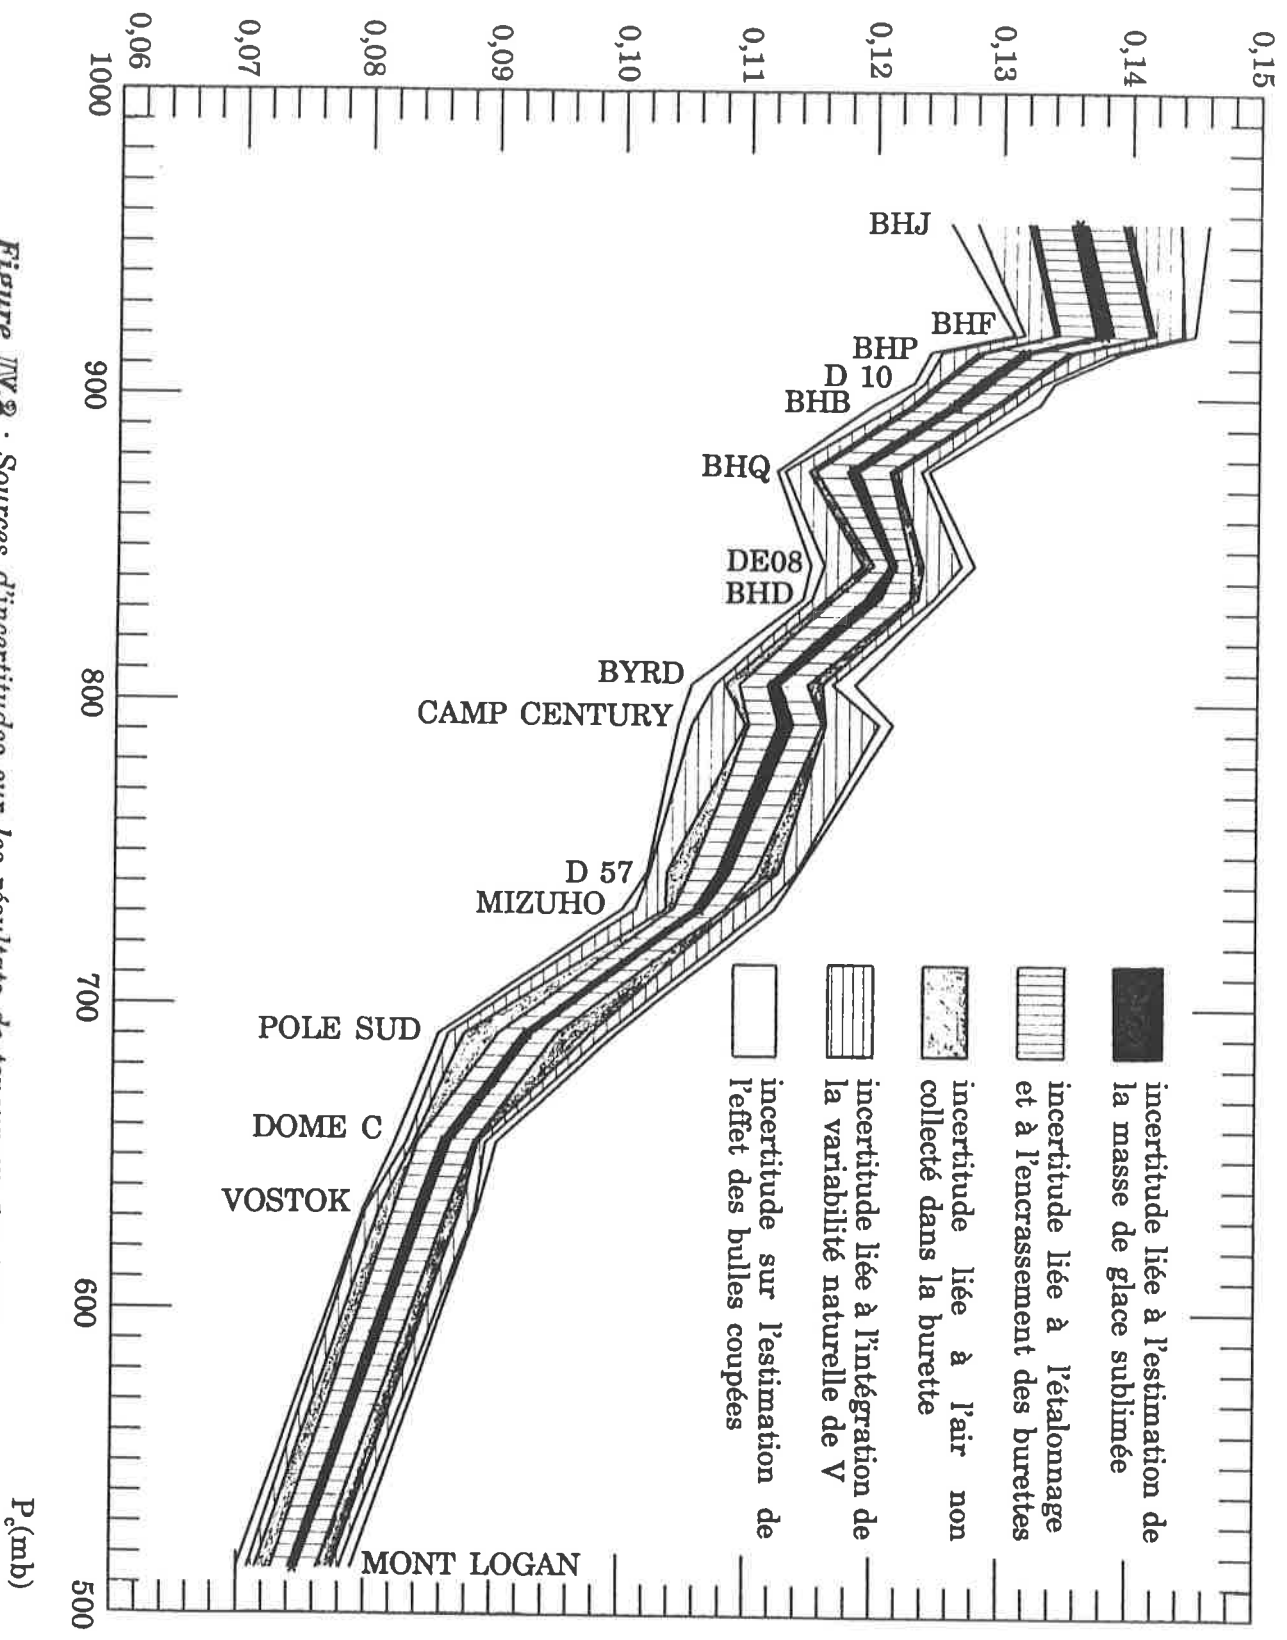 0,15
0,14
0,13
0,12
0,11
0,10
0,09
0,08
0,07
0,06
1000
900
800
700
600
500
P_c(mb)
BHJ
BHF
BHP
D 10
BHB
BHQ
DE08
BHD
BYRD
CAMP CENTURY
D 57
MIZUHO
POLE SUD
DOME C
VOSTOK
MONT LOGAN
incertitude liée à l'estimation de
la masse de glace sublimée
incertitude liée à l'étalonnage
et à l'encrassement des burettes
incertitude liée à l'air non
collecté dans la burette
incertitude liée à l'intégration de
la variabilité naturelle de V
incertitude sur l'estimation de
l'effet des bulles coupées
Figure IV.2 : Sources d'incertitudes sur les résultats de teneur